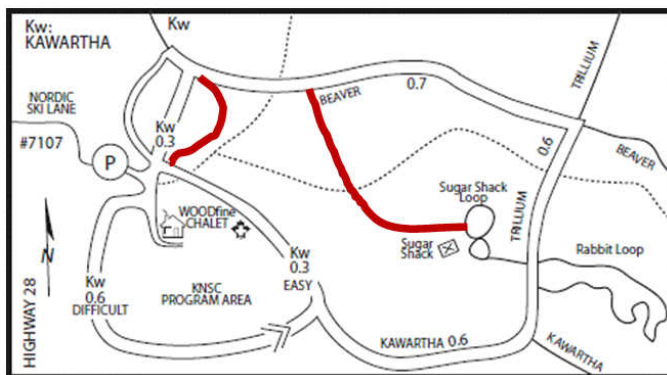 Kw:
KAWARTHA
Kw
NORDIC
SKI LANE
#7107
P
Kw
0.3
BEAVER
0.7
TRILLIUM
BEAVER
0.6
TRILLIUM
Sugar Shack
Loop
Sugar
Shack
Rabbit Loop
WOODfine
CHALET
N
HIGHWAY 28
Kw
0.6
DIFFICULT
KNSC
PROGRAM AREA
Kw
0.3
EASY
KAWARTHA 0.6
KAWARTHA